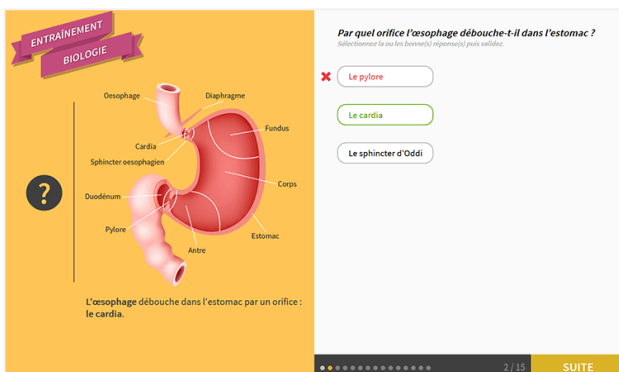 ENTRAÎNEMENT
BIOLOGIE
Oesophage
Diaphragme
Fundus
Cardia
Sphincter oesophagien
Corps
?
Duodénum
Pylore
Estomac
Antre
L'œsophage débouche dans l'estomac par un orifice :
le cardia.
Par quel orifice l'œsophage débouche-t-il dans l'estomac ?
Sélectionnez la ou les bonne(s) réponse(s) puis validez.
Le pylore
Le cardia
Le sphincter d'Oddi
2 / 15
SUITE